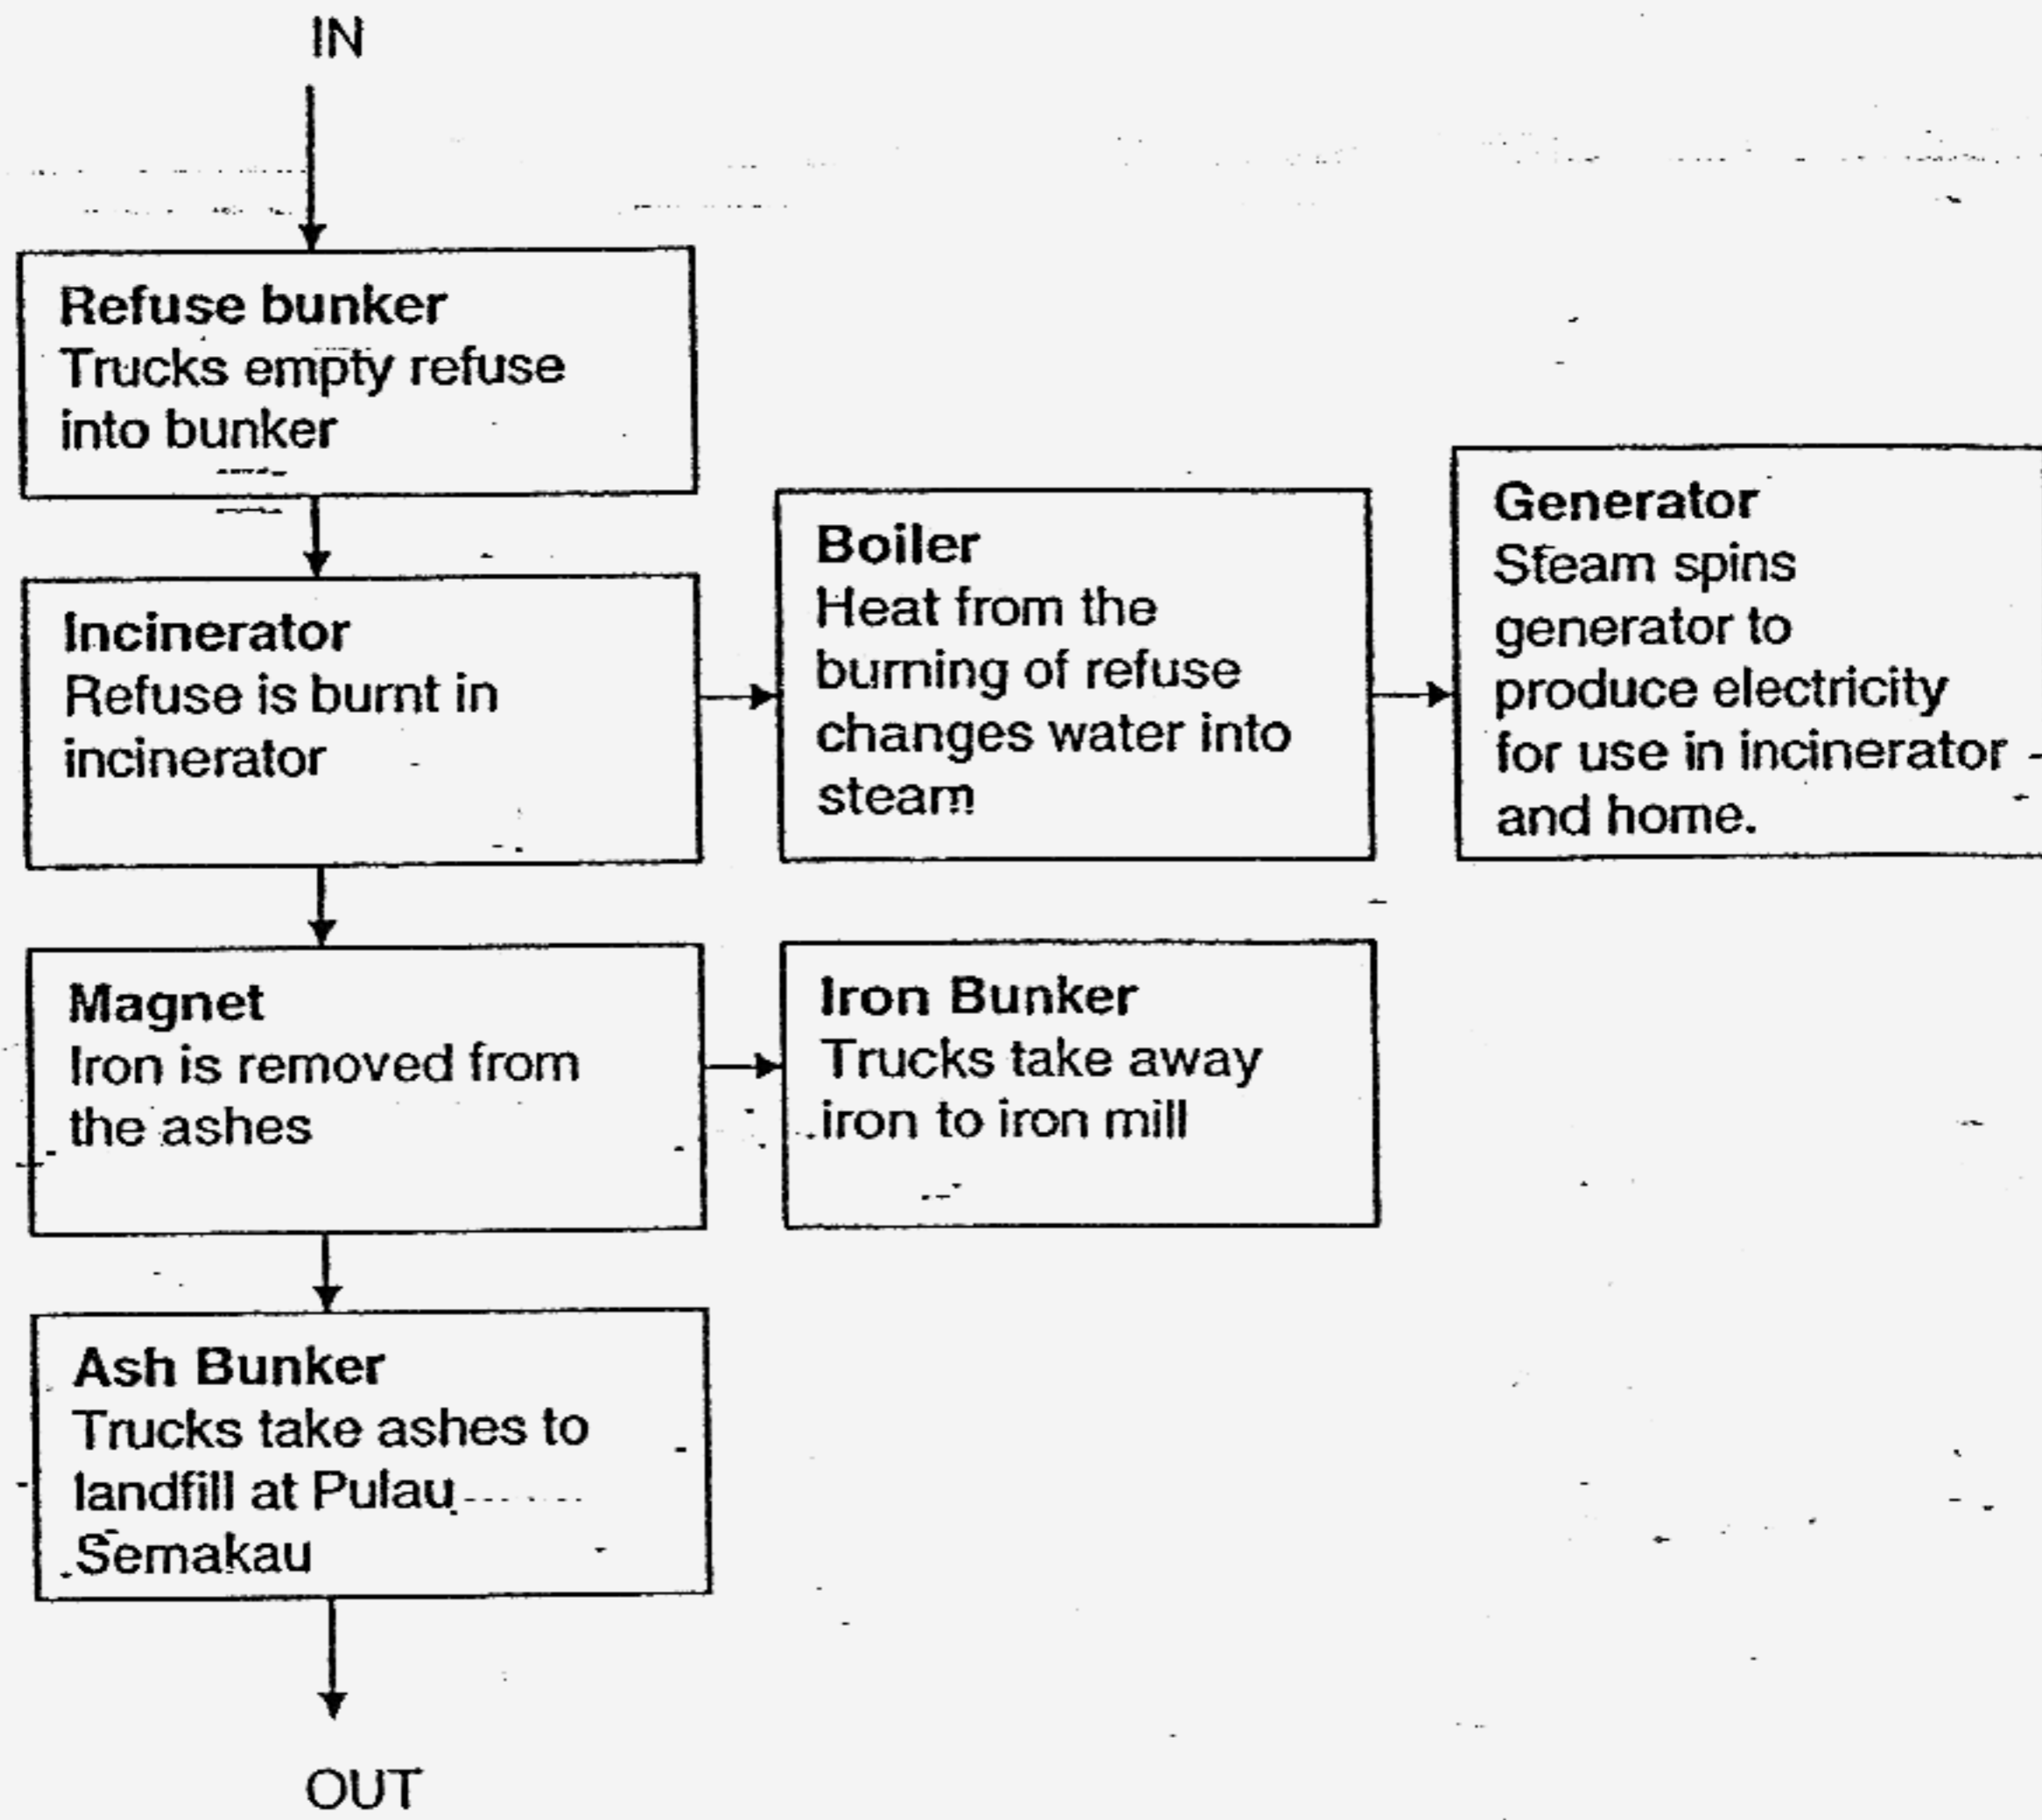 IN
Refuse bunker
Trucks empty refuse
into bunker
Incinerator
Refuse is burnt in
incinerator
Boiler
Heat from the
burning of refuse
changes water into
steam
Generator
Steam spins
generator to
produce electricity
for use in incinerator
and home.
Magnet
Iron is removed from
the ashes
Iron Bunker
Trucks take away
iron to iron mill
Ash Bunker
Trucks take ashes to
landfill at Pulau
Semakau
OUT